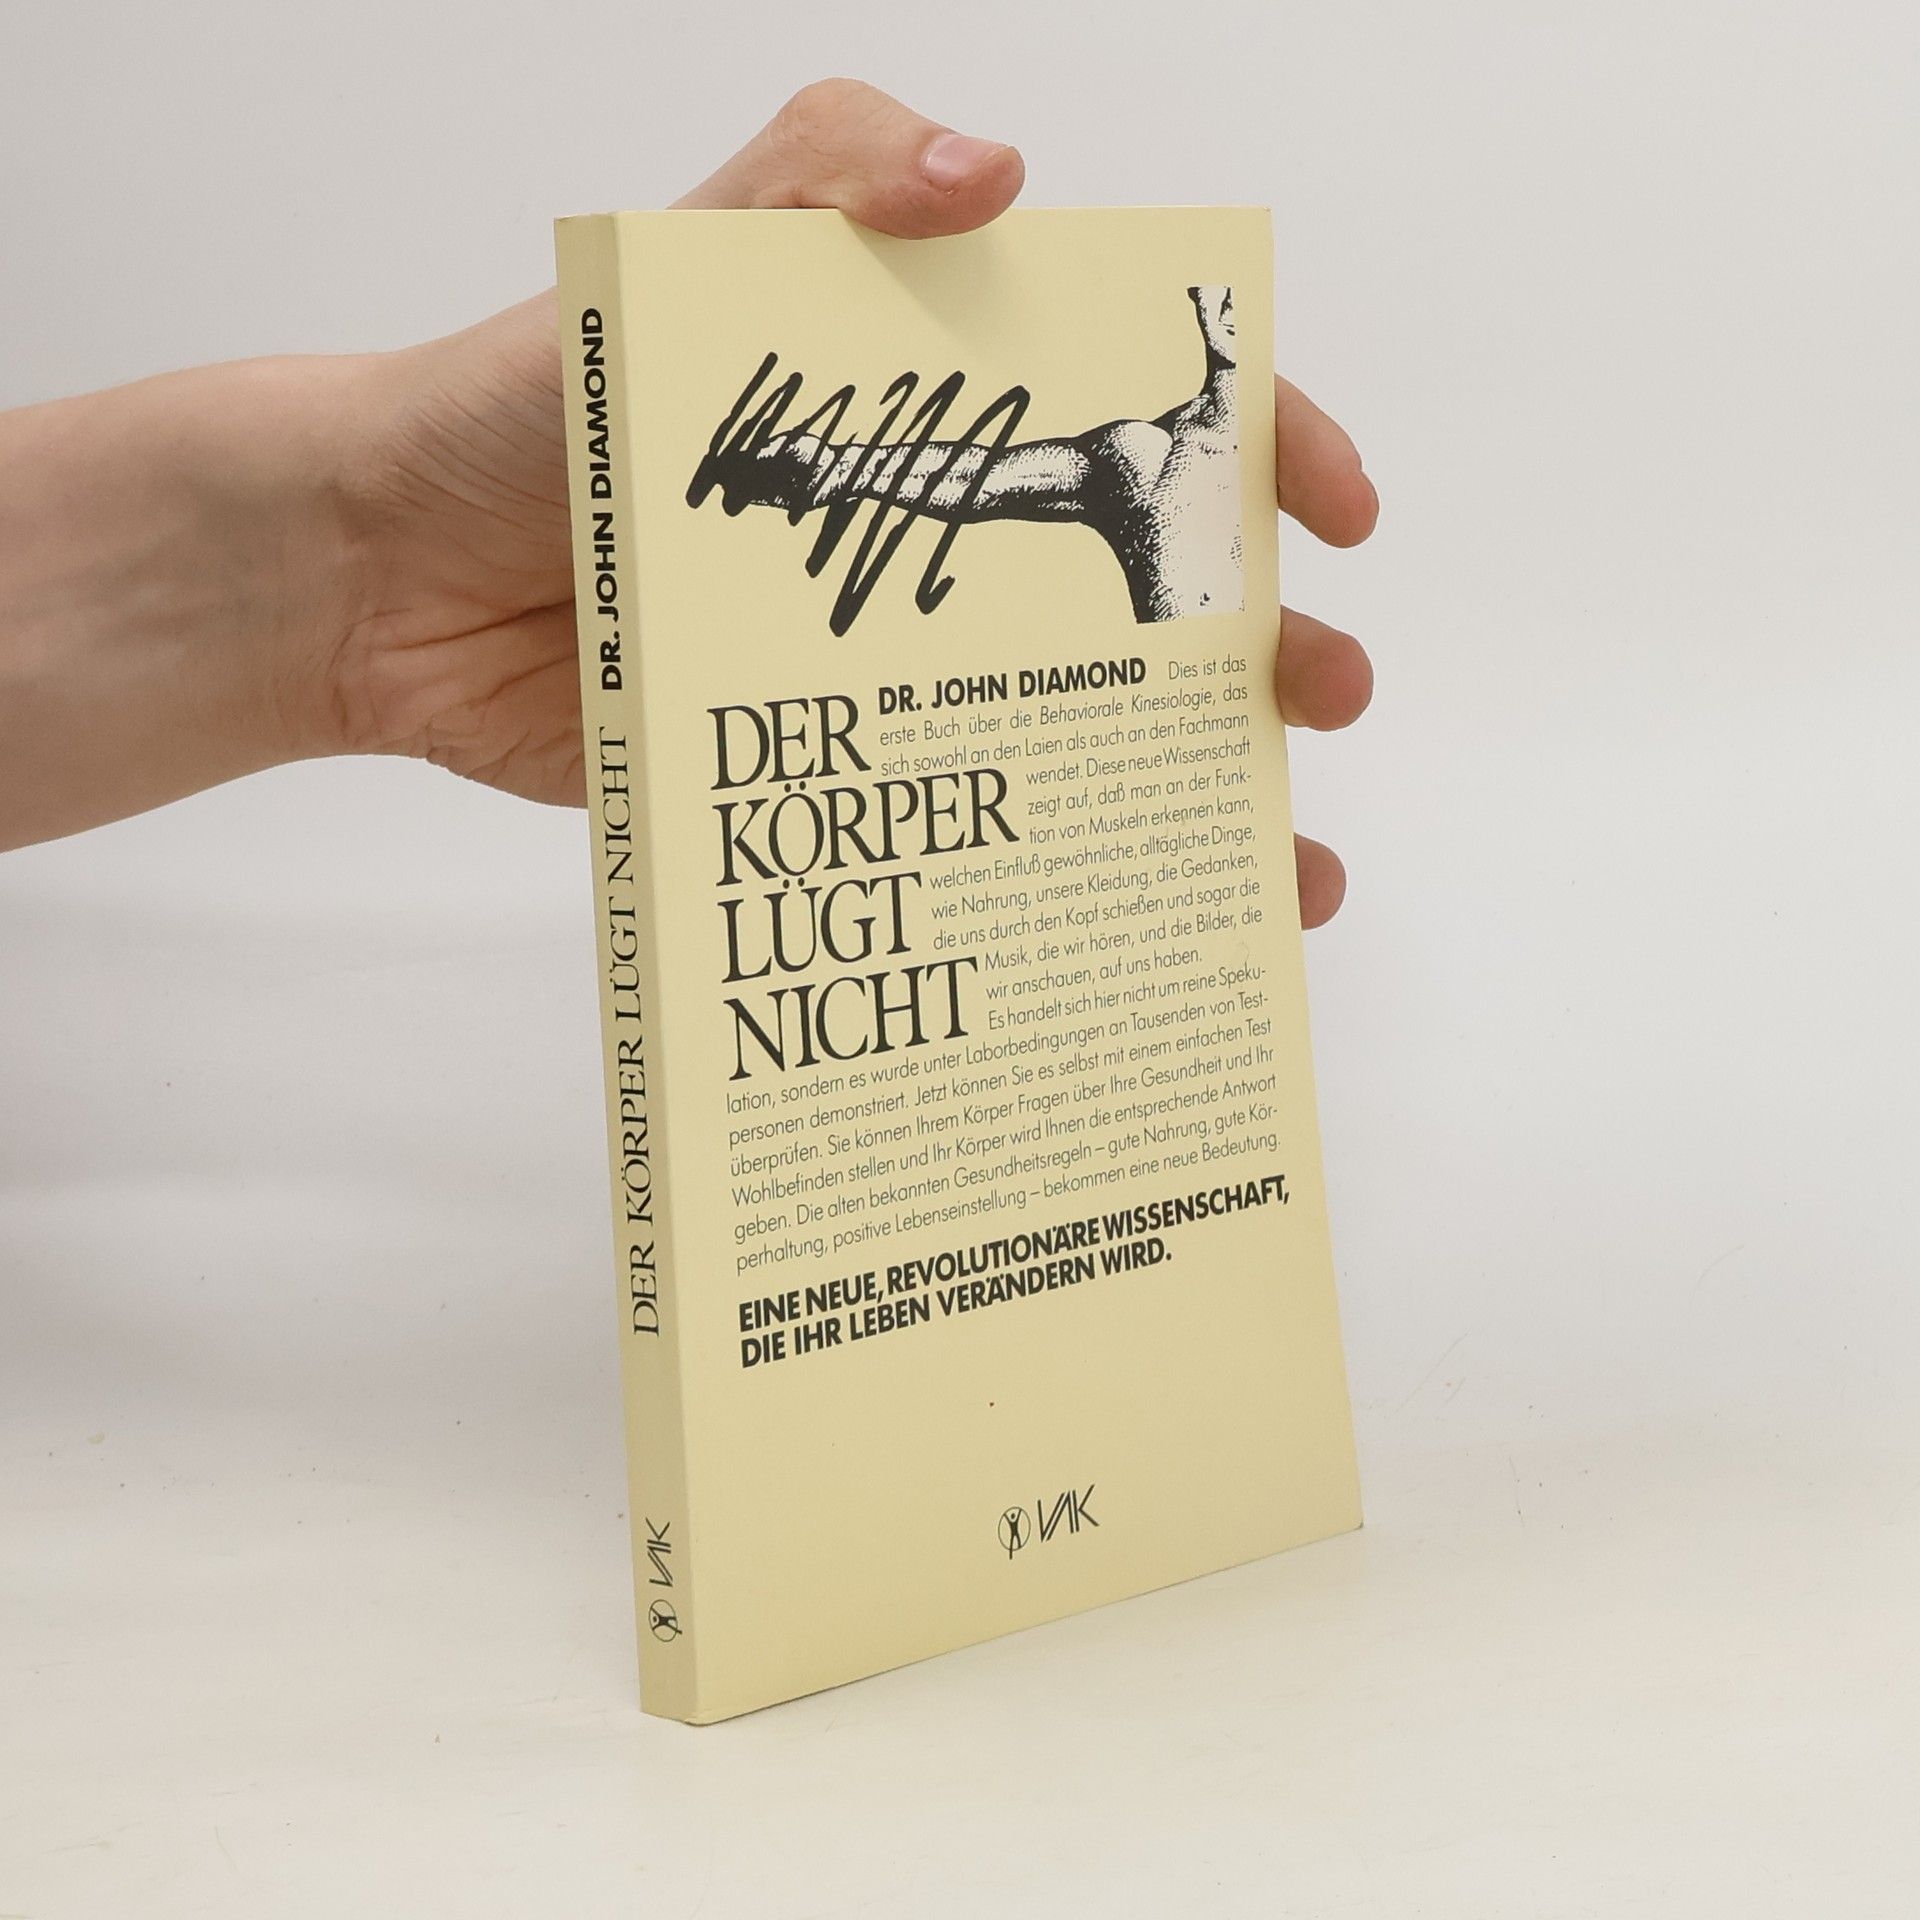 DER KÖRPER LÜGT NICHT DR. JOHN DIAMOND
VAK
DR. JOHN DIAMOND Dies ist das
erste Buch über die Behaviorale Kinesiologie, das
sich sowohl an den Laien als auch an den Fachmann
wendet. Diese neue Wissenschaft
zeigt auf, daß man an der Funk-
tion von Muskeln erkennen kann,
welchen Einfluß gewöhnliche, alltägliche Dinge,
wie Nahrung, unsere Kleidung, die Gedanken,
die uns durch den Kopf schießen und sogar die
Musik, die wir hören, und die Bilder, die
wir anschauen, auf uns haben.
Es handelt sich hier nicht um reine Speku-
DER
KÖRPER
LÜGT
NICHT
lation, sondern es wurde unter Laborbedingungen an Tausenden von Test-
personen demonstriert. Jetzt können Sie es selbst mit einem einfachen Test
überprüfen. Sie können Ihrem Körper Fragen über Ihre Gesundheit und Ihr
Wohlbefinden stellen und Ihr Körper wird Ihnen die entsprechende Antwort
geben. Die alten bekannten Gesundheitsregeln – gute Nahrung, gute Kör-
perhaltung, positive Lebenseinstellung – bekommen eine neue Bedeutung.
EINE NEUE, REVOLUTIONÄRE WISSENSCHAFT,
DIE IHR LEBEN VERÄNDERN WIRD.
VAK